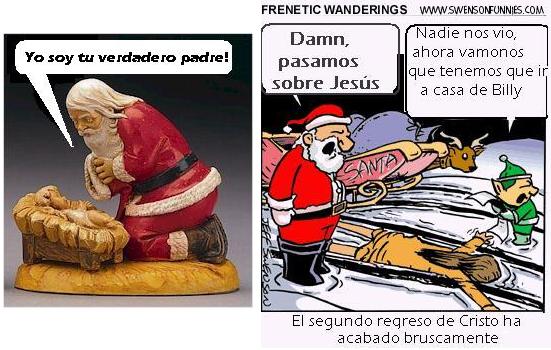 Yo soy tu verdadero padre!
FRENETIC WANDERINGS
WWW.SWENSONFUNNIES.COM
Damn,
pasamos
sobre Jesús
Nadie nos vio,
ahora vamonos
que tenemos que ir
a casa de Billy
SANTA
El segundo regreso de Cristo ha
acabado bruscamente